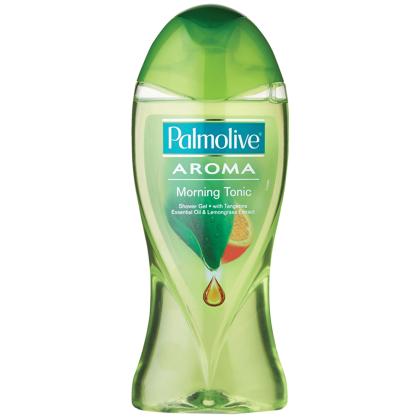 Palmolive
AROMA
Morning Tonic
Shower Gel • with Tangerine
Essential Oil & Lemongrass Extract